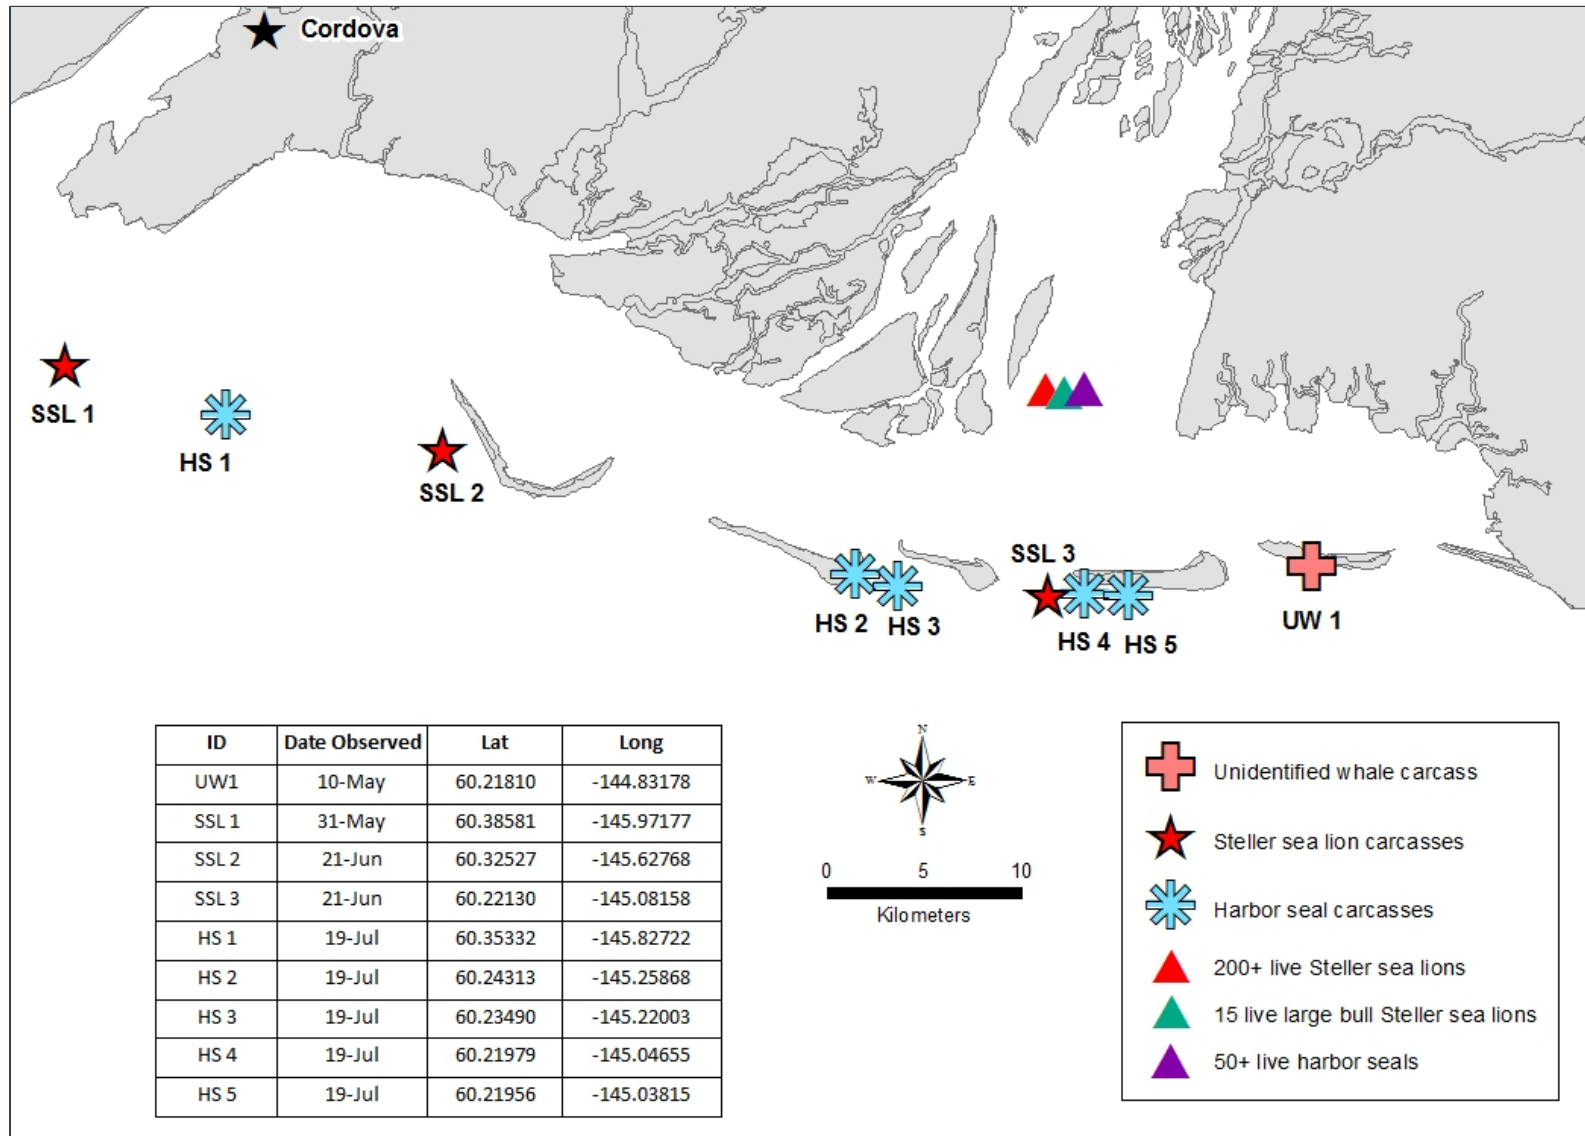 Cordova
SSL 1
HS 1
SSL 2
SSL 3
HS 2
HS 3
HS 4
HS 5
UW 1
ID Date Observed Lat Long
UW1 10-May 60.21810 -144.83178
SSL 1 31-May 60.38581 -145.97177
SSL 2 21-Jun 60.32527 -145.62768
SSL 3 21-Jun 60.22130 -145.08158
HS 1 19-Jul 60.35332 -145.82722
HS 2 19-Jul 60.24313 -145.25868
HS 3 19-Jul 60.23490 -145.22003
HS 4 19-Jul 60.21979 -145.04655
HS 5 19-Jul 60.21956 -145.03815
N
W E
S
0 5 10
Kilometers
Unidentified whale carcass
Steller sea lion carcasses
Harbor seal carcasses
200+ live Steller sea lions
15 live large bull Steller sea lions
50+ live harbor seals